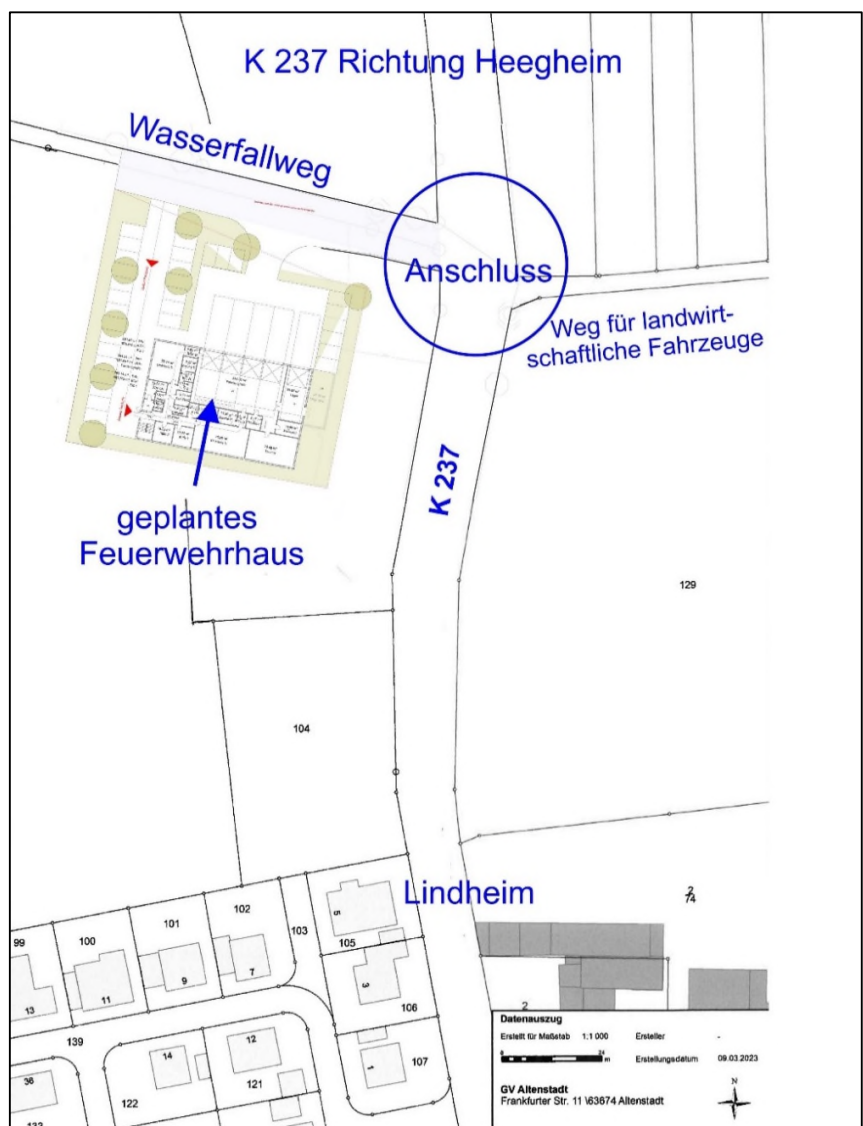 K 237 Richtung Heegheim
Wasserfallweg
Anschluss
Weg für landwirt-
schaftliche Fahrzeuge
K 237
geplantes
Feuerwehrhaus
129
104
Lindheim
2
74
99
100
101
102
103
105
5
3
106
13
11
9
7
139
14
12
1
107
36
122
121
132
2
Datenauszug
Erstellt für Maßstab 1:1 000
Ersteller -
0 24 m
Erstellungsdatum 09.03.2023
GV Altenstadt
Frankfurter Str. 11 \63674 Altenstadt
N